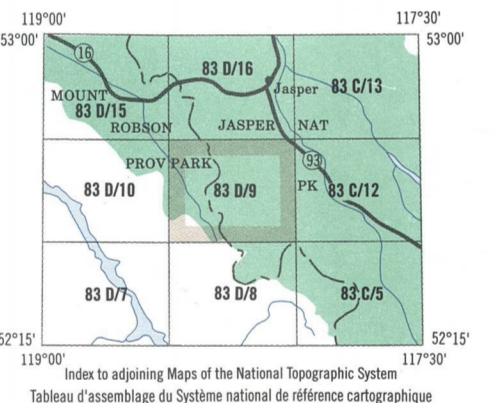 119°00' 117°30'
53°00' 53°00'
16
83 D/16
Jasper 83 C/13
MOUNT
83 D/15
ROBSON JASPER NAT
PROV PARK 93
83 D/10 83 D/9 PK 83 C/12
83 D/7 83 D/8 83 C/5
52°15' 52°15'
119°00' 117°30'
Index to adjoining Maps of the National Topographic System
Tableau d'assemblage du Système national de référence cartographique